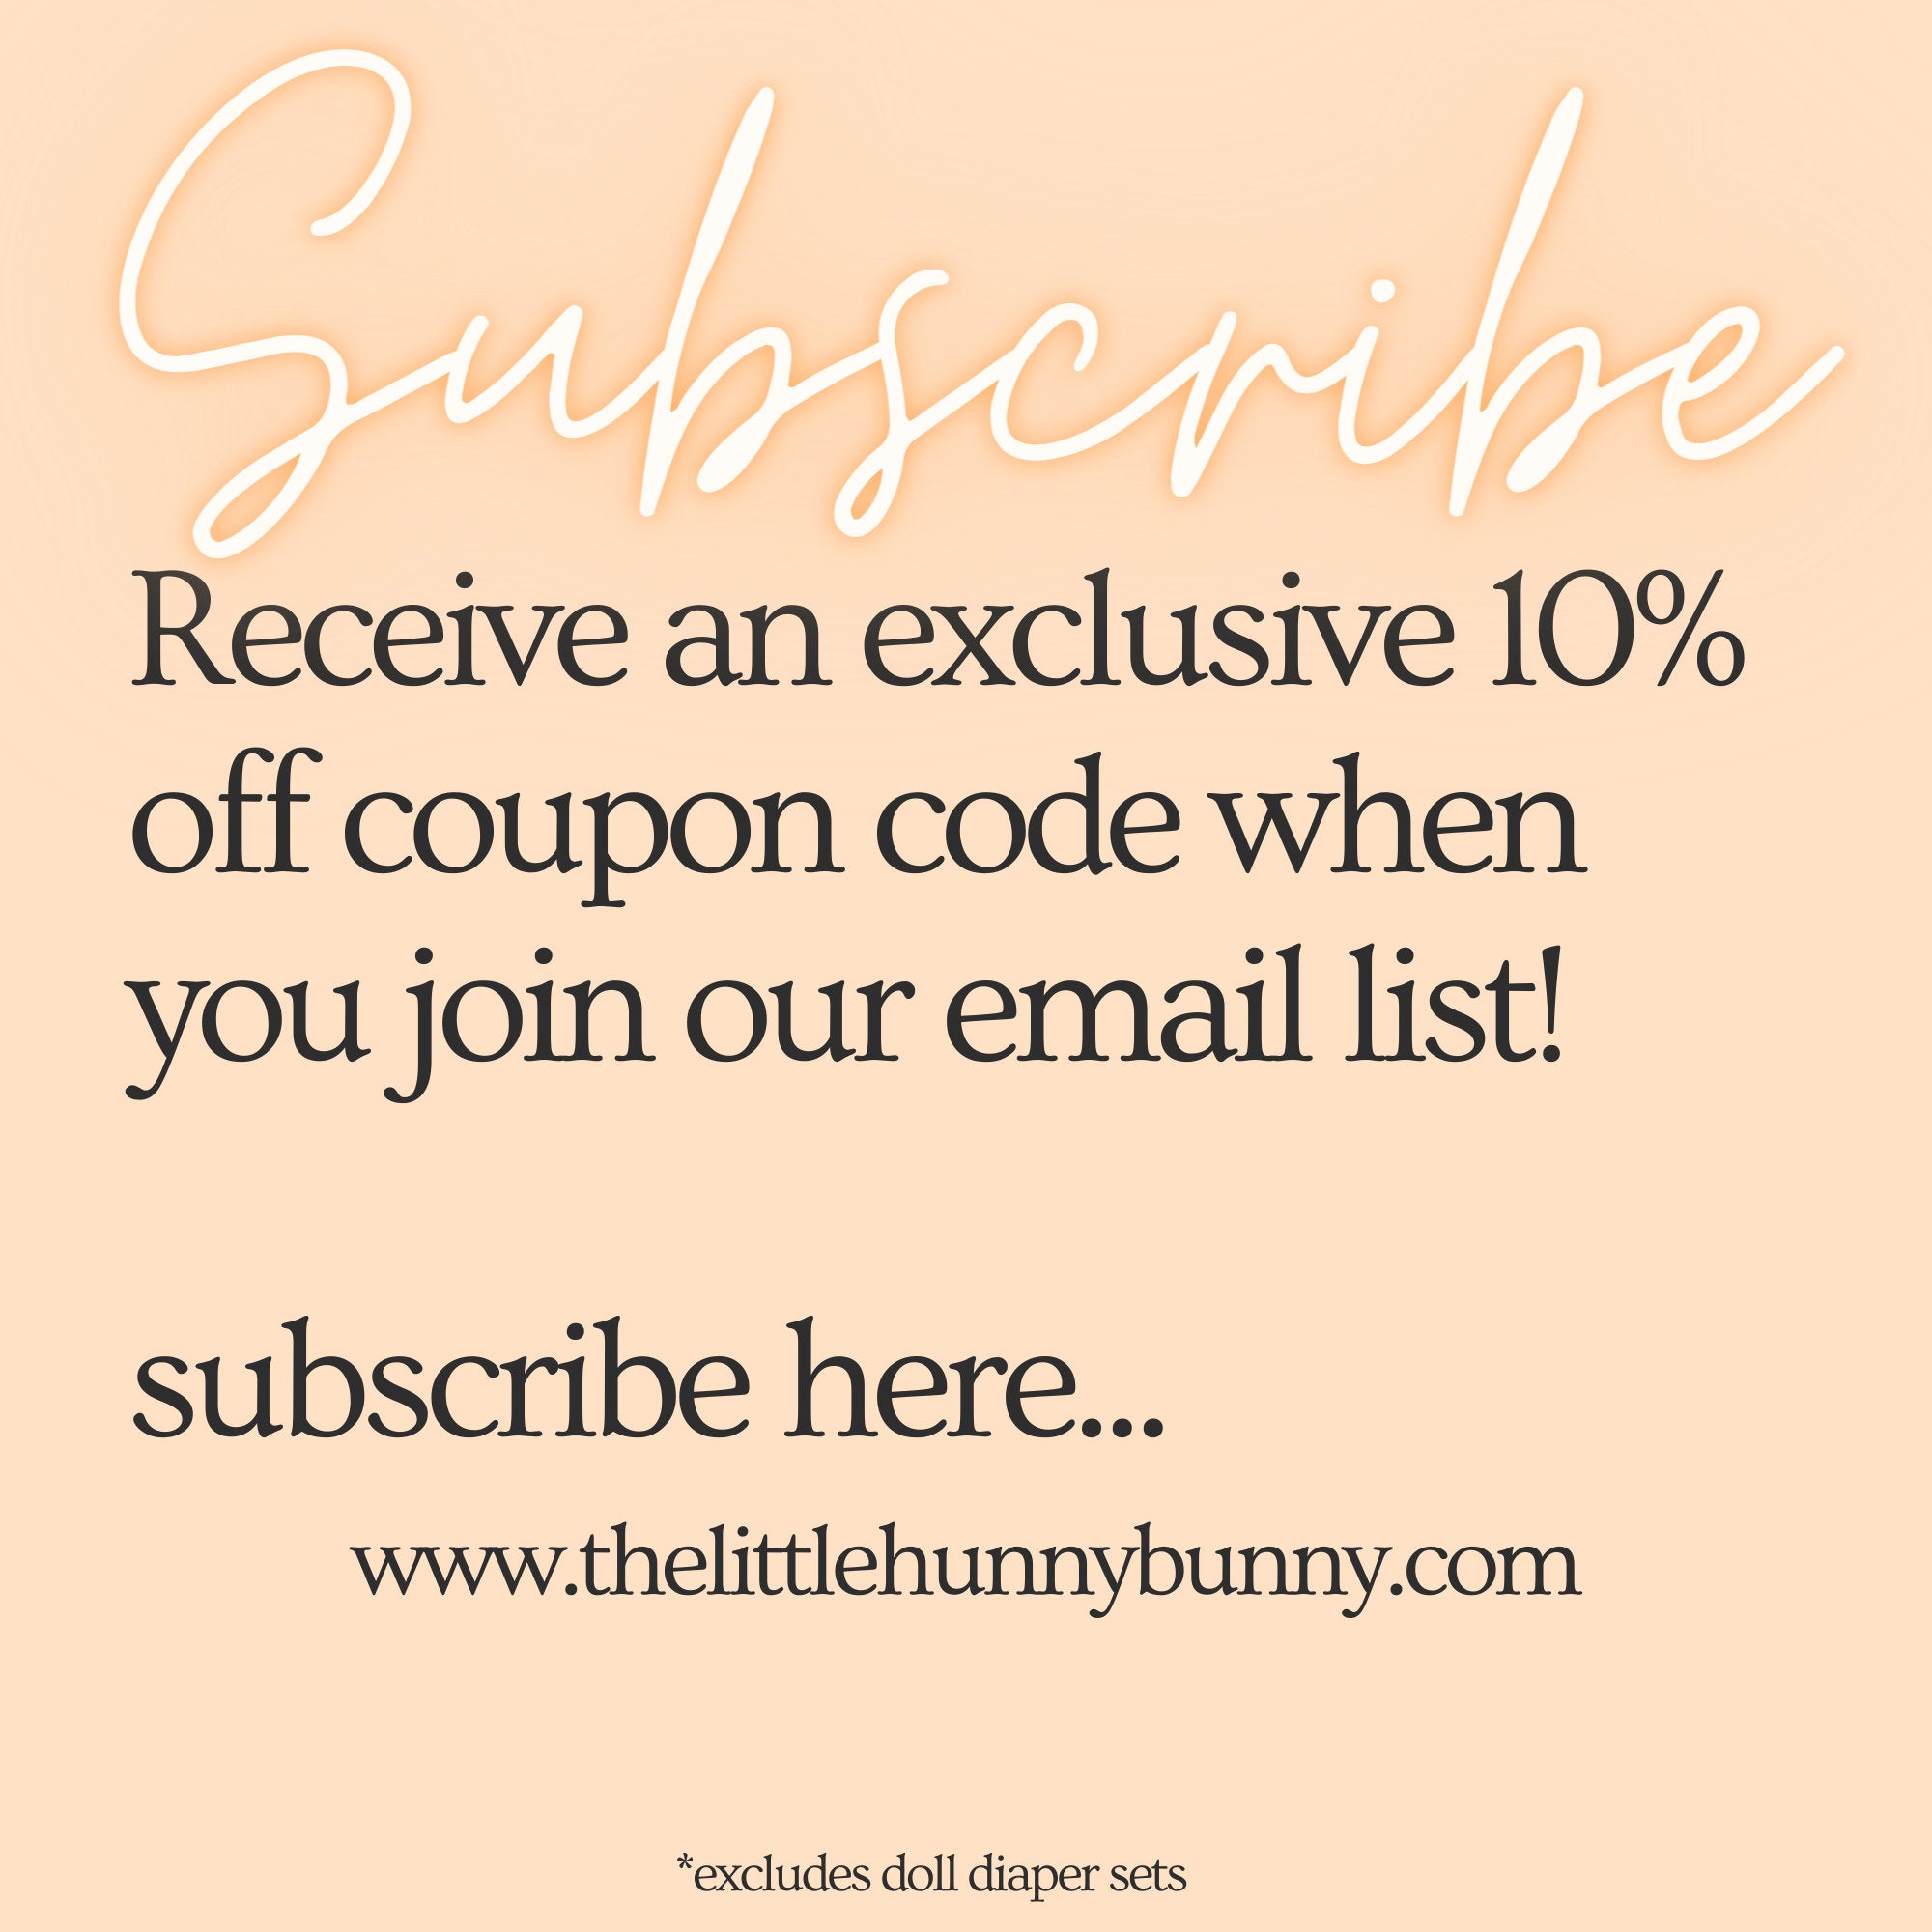 Subscribe
Receive an exclusive 10%
off coupon code when
you join our email list!
subscribe here...
www.thelittlehunnybunny.com
*excludes doll diaper sets